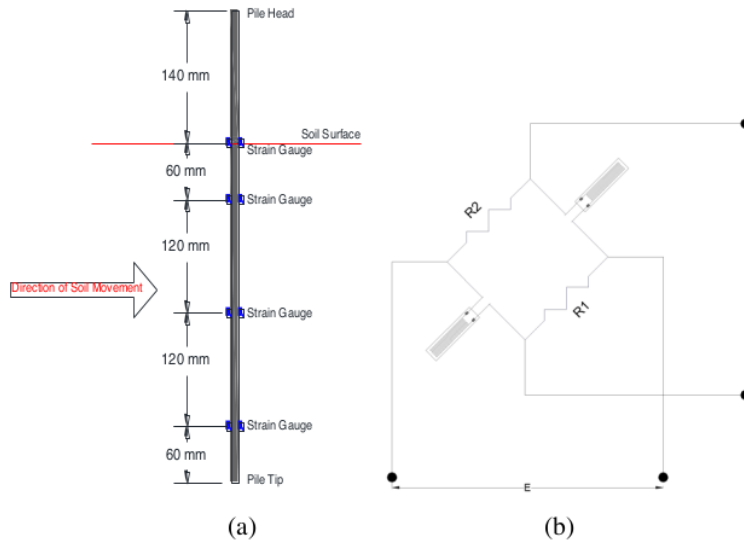 Pile Head
140 mm
Soil Surface
Strain Gauge
60 mm
Strain Gauge
120 mm
Direction of Soil Movement
Strain Gauge
120 mm
Strain Gauge
60 mm
Pile Tip
(a)
R2
R1
E
(b)